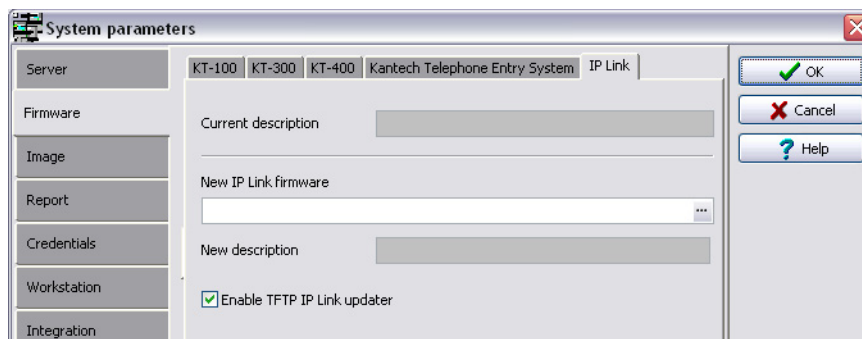 System parameters
Server
Firmware
Image
Report
Credentials
Workstation
Integration
KT-100 KT-300 KT-400 Kantech Telephone Entry System IP Link
Current description
New IP Link firmware
...
New description
Enable TFTP IP Link updater
OK
Cancel
? Help